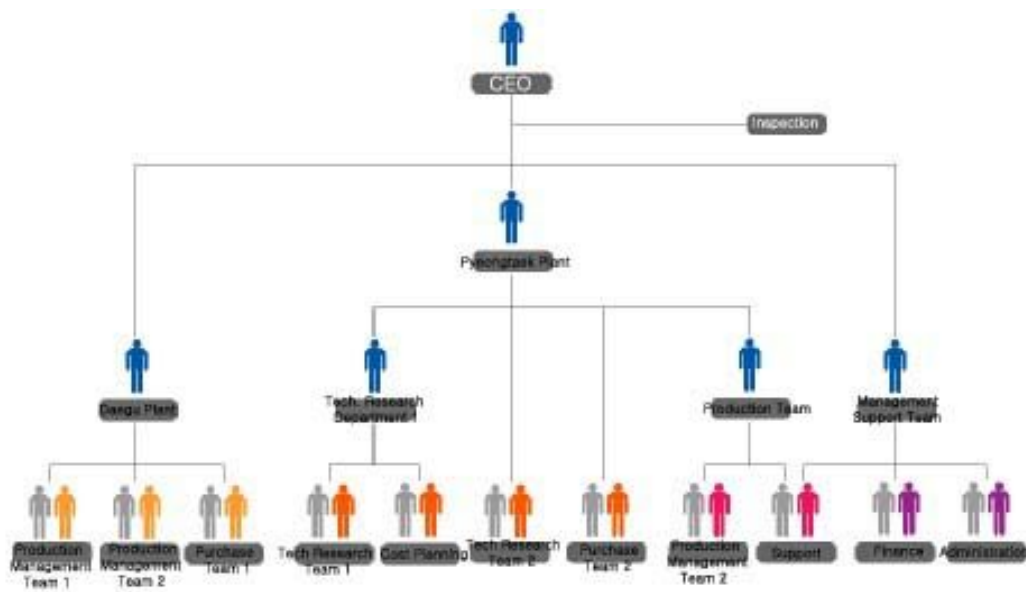 CEO
Inspection
Pyeongtaek Plant
Daegu Plant
Tech. Research
Department 1
Production Team
Management
Support Team
Production
Management
Team 1
Production
Management
Team 2
Purchase
Team 1
Tech Research
Team 1
Cost Planning
Tech Research
Team 2
Purchase
Team 2
Production
Management
Team 2
Support
Finance
Administration